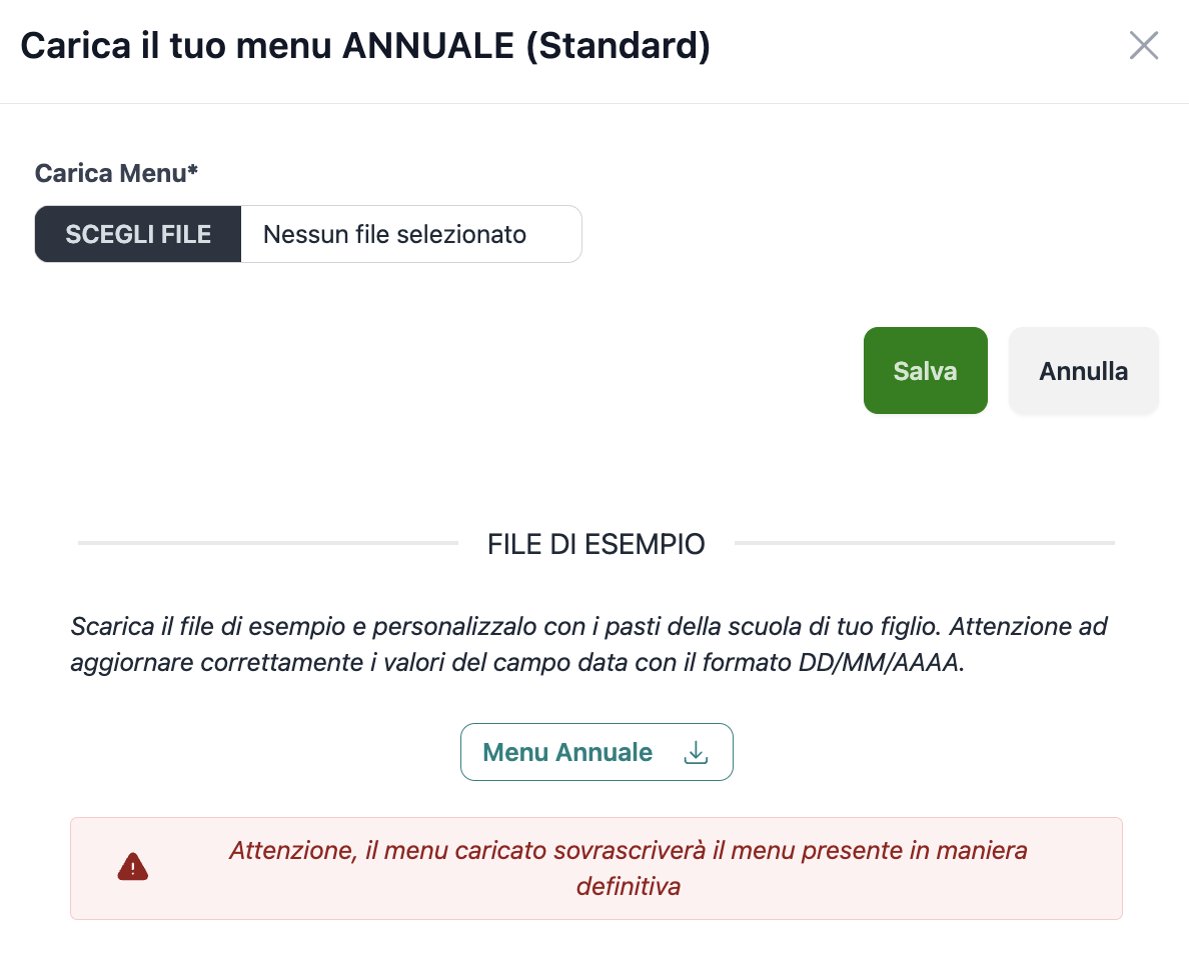 Carica il tuo menu ANNUALE (Standard)
Carica Menu*
SCEGLI FILE Nessun file selezionato
Salva Annulla
FILE DI ESEMPIO
Scarica il file di esempio e personalizzalo con i pasti della scuola di tuo figlio. Attenzione ad
aggiornare correttamente i valori del campo data con il formato DD/MM/AAAA.
Menu Annuale
Attenzione, il menu caricato sovrascriverà il menu presente in maniera
definitiva